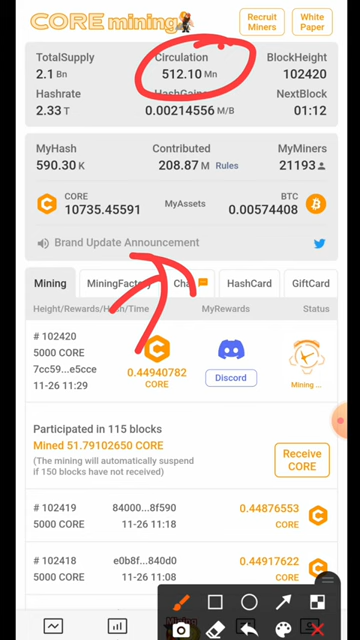 CORE mining
Recruit Miners
White Paper
TotalSupply
Circulation
BlockHeight
2.1 Bn
512.10 Mn
102420
Hashrate
NextBlock
2.33 T
0.00214556 M/B
01:12
MyHash
Contributed
MyMiners
590.30 K
208.87 M Rules
21193
CORE
10735.45591
MyAssets
BTC
0.00574408
Brand Update Announcement
Mining
MiningFactory
HashCard
GiftCard
Height/Rewards/Hash/Time
MyRewards
Status
# 102420
5000 CORE
7cc59...e5cce
11-26 11:29
0.44940782
CORE
Discord
Mining ...
Participated in 115 blocks
Mined 51.79102650 CORE
(The mining will automatically suspend
if 150 blocks have not received)
Receive
CORE
# 102419
84000...8f590
0.44876553
5000 CORE
11-26 11:18
CORE
# 102418
e0b8f...840d0
0.44917622
5000 CORE
11-26 11:08
CORE